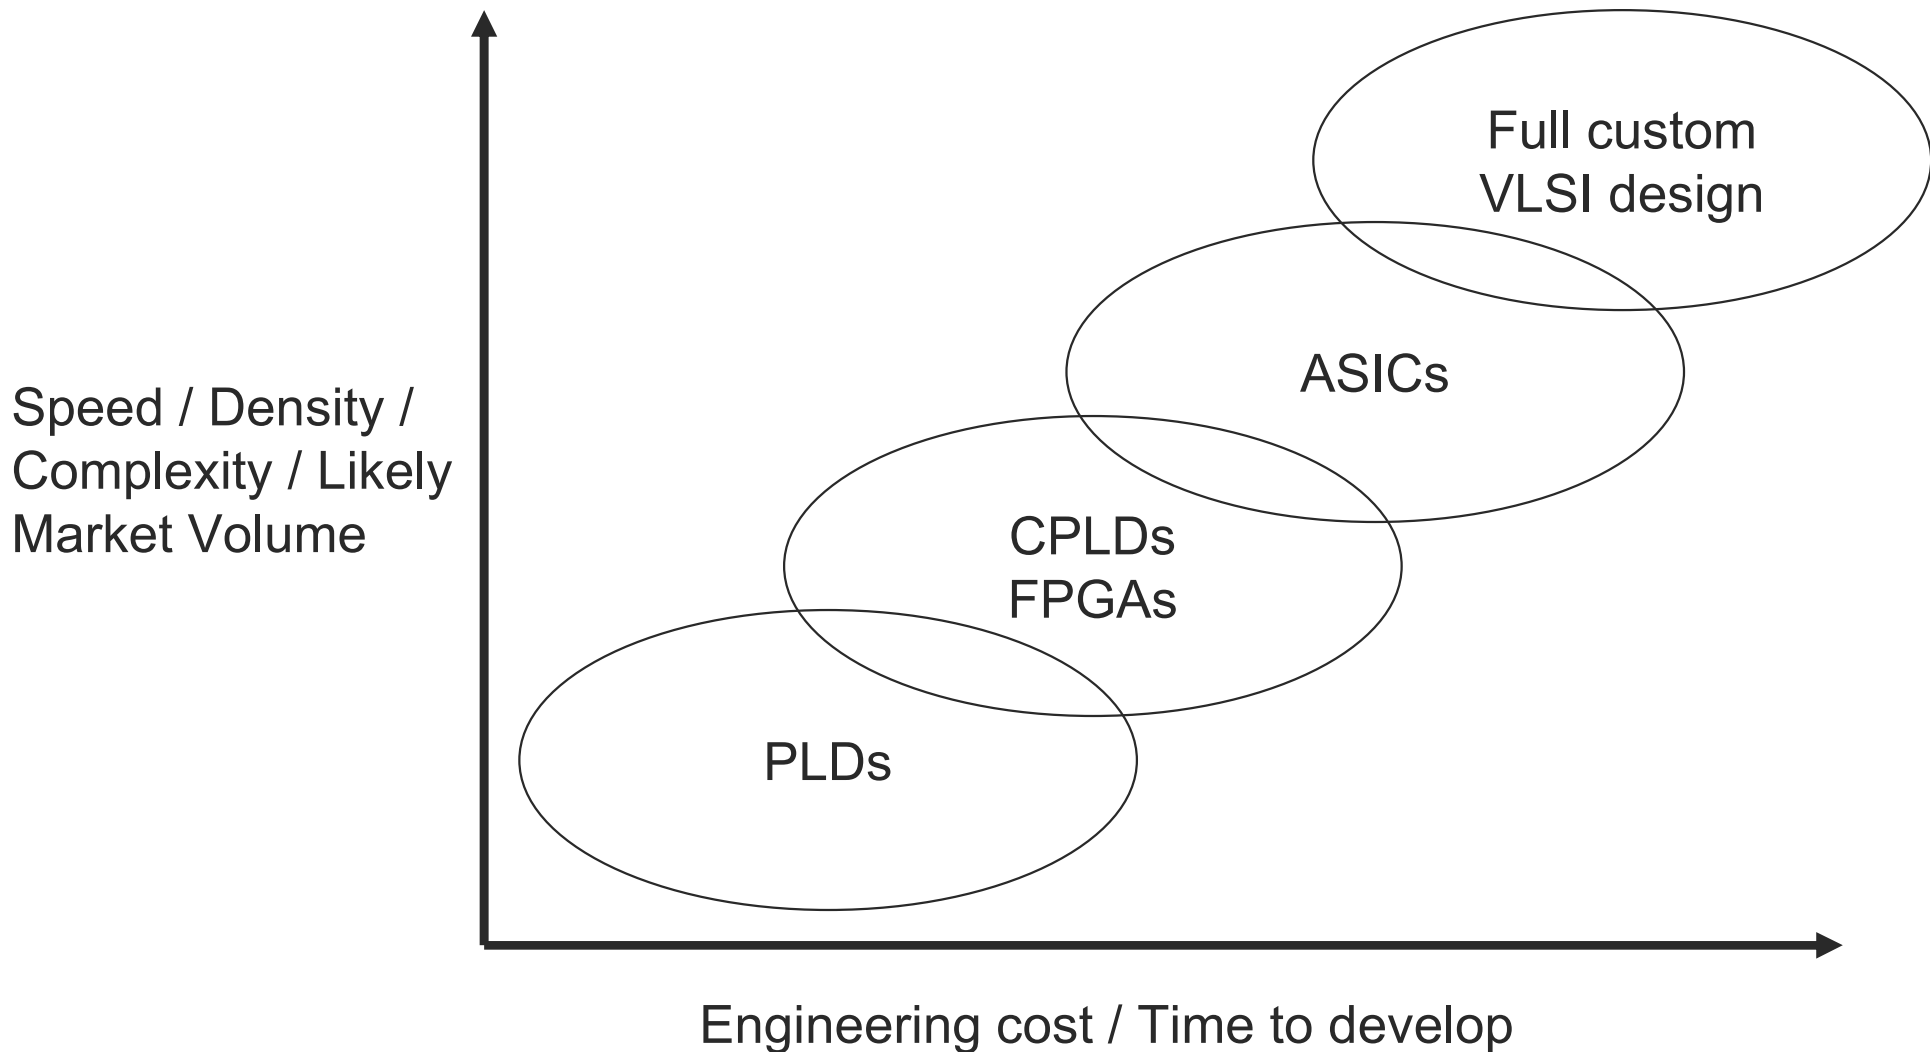 Full custom
VLSI design
ASICs
Speed / Density /
Complexity / Likely
Market Volume
CPLDs
FPGAs
PLDs
Engineering cost / Time to develop